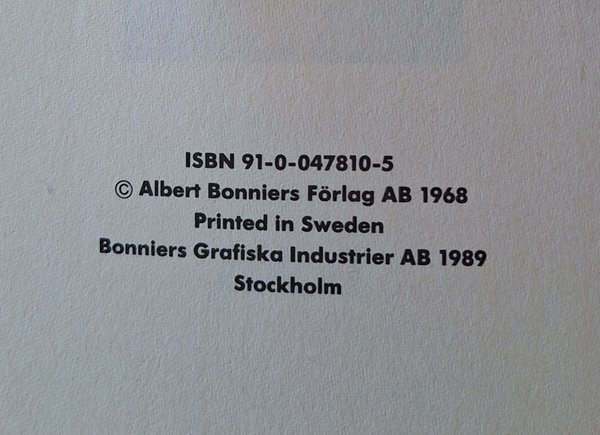 ISBN 91-0-047810-5
© Albert Bonniers Förlag AB 1968
Printed in Sweden
Bonniers Grafiska Industrier AB 1989
Stockholm